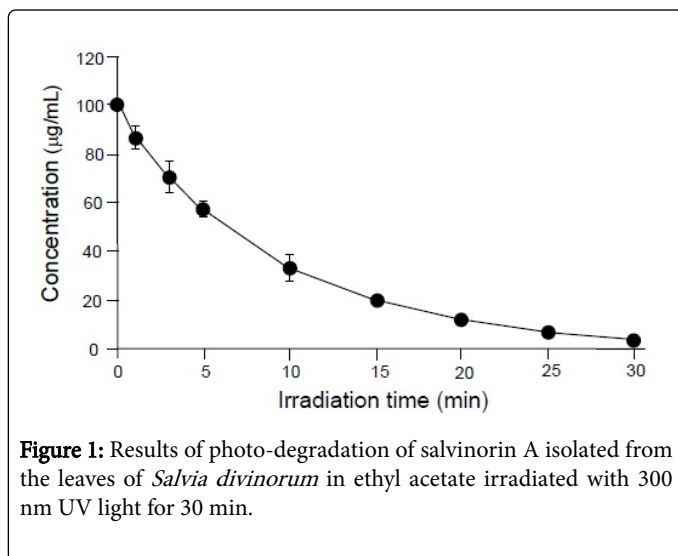 120
100
80
60
40
20
0
Concentration (µg/mL)
0 5 10 15 20 25 30
Irradiation time (min)
Figure 1: Results of photo-degradation of salvinorin A isolated from
the leaves of Salvia divinorum in ethyl acetate irradiated with 300
nm UV light for 30 min.